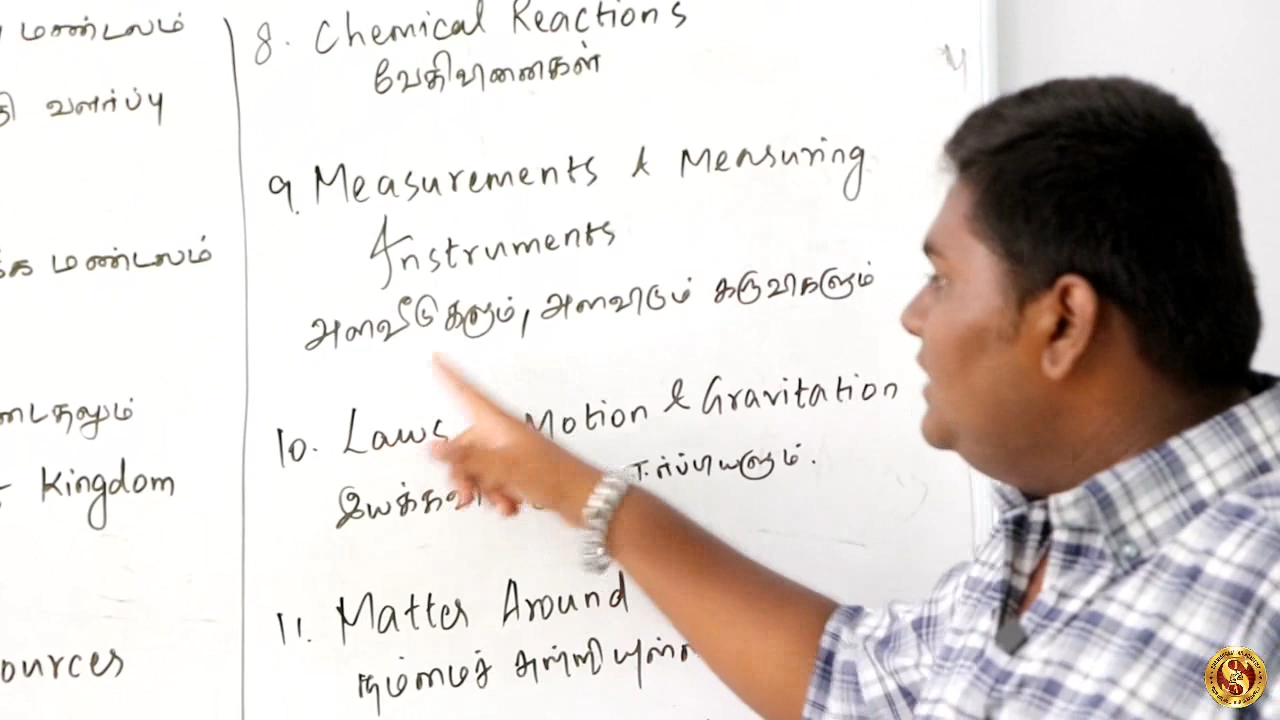 மண்டலம்
வளர்ப்பு
மண்டலம்
Kingdom
8. Chemical Reactions
வேதிவினைகள்
9. Measurements & Measuring
Instruments
அளவீடுகளும், அளவிடும் கருவிகளும்
10. Laws Motion & Gravitation
11. Matter Around
நம்மைச்